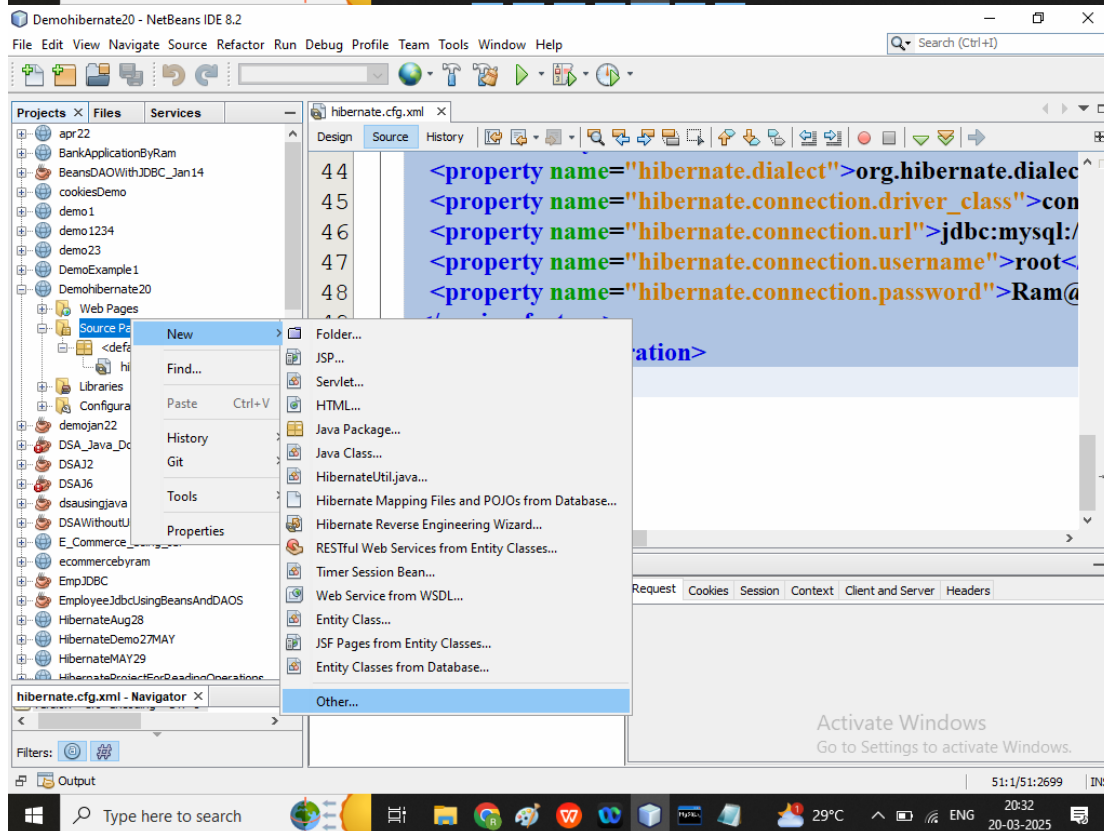 Demohibernate20 - NetBeans IDE 8.2
File Edit View Navigate Source Refactor Run Debug Profile Team Tools Window Help
Search (Ctrl+I)
Projects Files Services
hibernate.cfg.xml
Design Source History
apr22
BankApplicationByRam
BeansDAOWithJDBC_Jan14
cookiesDemo
demo1
demo1234
demo23
DemoExample1
Demohibernate20
Web Pages
Source Pa
<defa
hi
Libraries
Configura
demojan22
DSA_Java_Do
DSAJ2
DSAJ6
dsausingjava
DSAWithoutU
E_Commerce_
ecommercebyram
EmpJDBC
EmployeeJdbcUsingBeansAndDAOS
HibernateAug28
HibernateDemo27MAY
HibernateMAY29
HibernateProjectForReadingOperations
44 <property name="hibernate.dialect">org.hibernate.dialec
45 <property name="hibernate.connection.driver_class">com
46 <property name="hibernate.connection.url">jdbc:mysql:/
47 <property name="hibernate.connection.username">root<
48 <property name="hibernate.connection.password">Ram@
ration>
New
Find...
Paste Ctrl+V
History
Git
Tools
Properties
Folder...
JSP...
Servlet...
HTML...
Java Package...
Java Class...
HibernateUtil.java...
Hibernate Mapping Files and POJOs from Database...
Hibernate Reverse Engineering Wizard...
RESTful Web Services from Entity Classes...
Timer Session Bean...
Web Service from WSDL...
Entity Class...
JSF Pages from Entity Classes...
Entity Classes from Database...
Other...
Request Cookies Session Context Client and Server Headers
hibernate.cfg.xml - Navigator
Filters:
Activate Windows
Go to Settings to activate Windows.
Output
51:1/51:2699 INS
Type here to search
29°C
ENG
20:32
20-03-2025